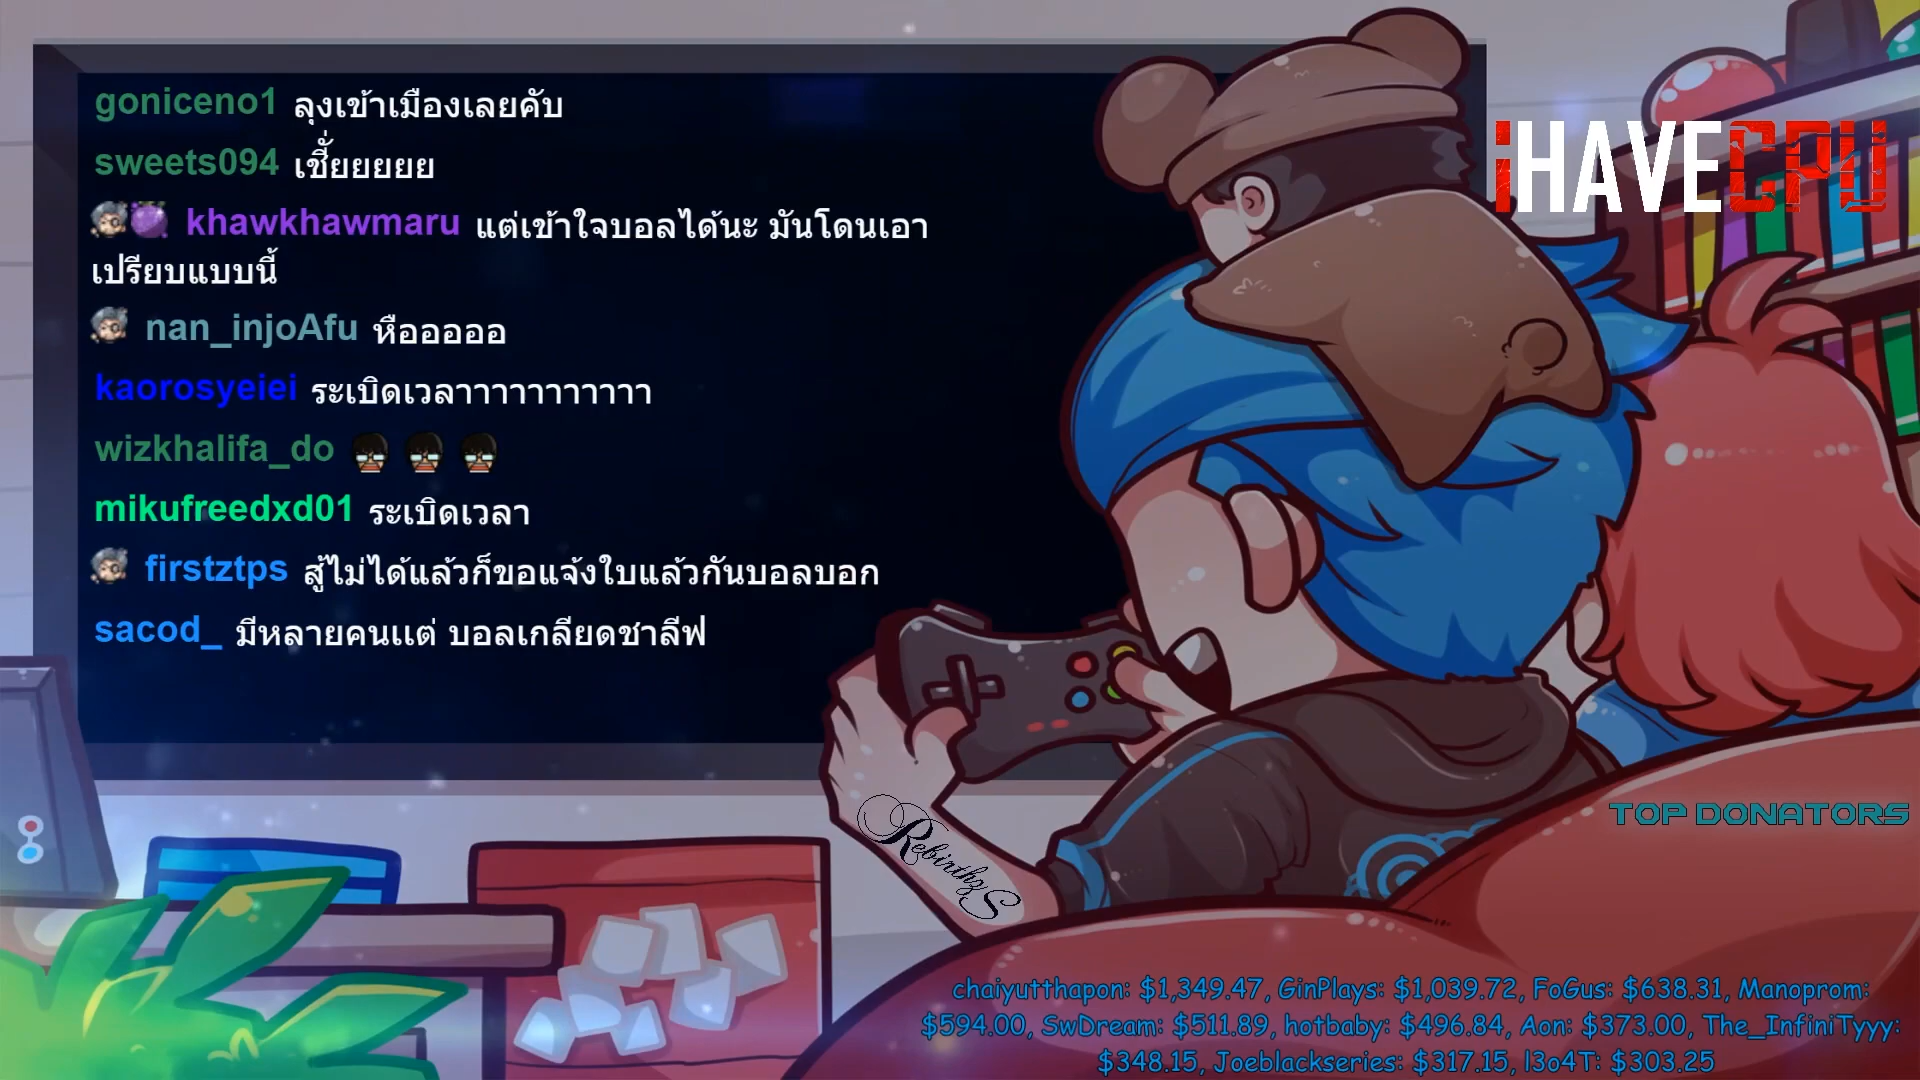 goniceno1 ลุงเข้าเมืองเลยคับ
sweets094 เชี่ยยยยยย
khawkhawmaru แต่เข้าใจบอลได้นะ มันโดนเอา
เปรียบแบบนี้
nan_injoAfu หือออออ
kaorosyeiei ระเบิดเวลาาาาาาาาาาา
wizkhalifa_do
mikufreedxd01 ระเบิดเวลา
firstztps สู้ไม่ได้แล้วก็ขอแจ้งใบแล้วกันบอลบอก
sacod_ มีหลายคนแต่ บอลเกลียดชาลีฟ
iHAVECPU
RebirthzS
TOP DONATORS
chaiyutthapon: $1,349.47, GinPlays: $1,039.72, FoGus: $638.31, Manoprom:
$594.00, SwDream: $511.89, hotbaby: $496.84, Aon: $373.00, The_InfiniTyyy:
$348.15, Joeblackseries: $317.15, l3o4T: $303.25